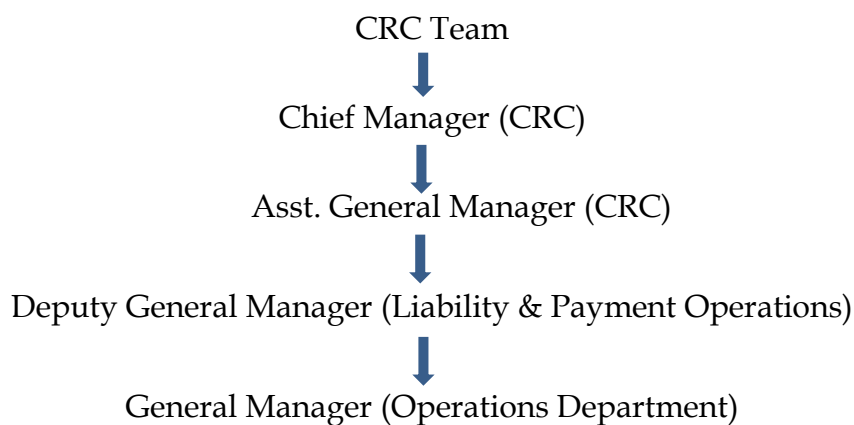 CRC Team
Chief Manager (CRC)
Asst. General Manager (CRC)
Deputy General Manager (Liability & Payment Operations)
General Manager (Operations Department)